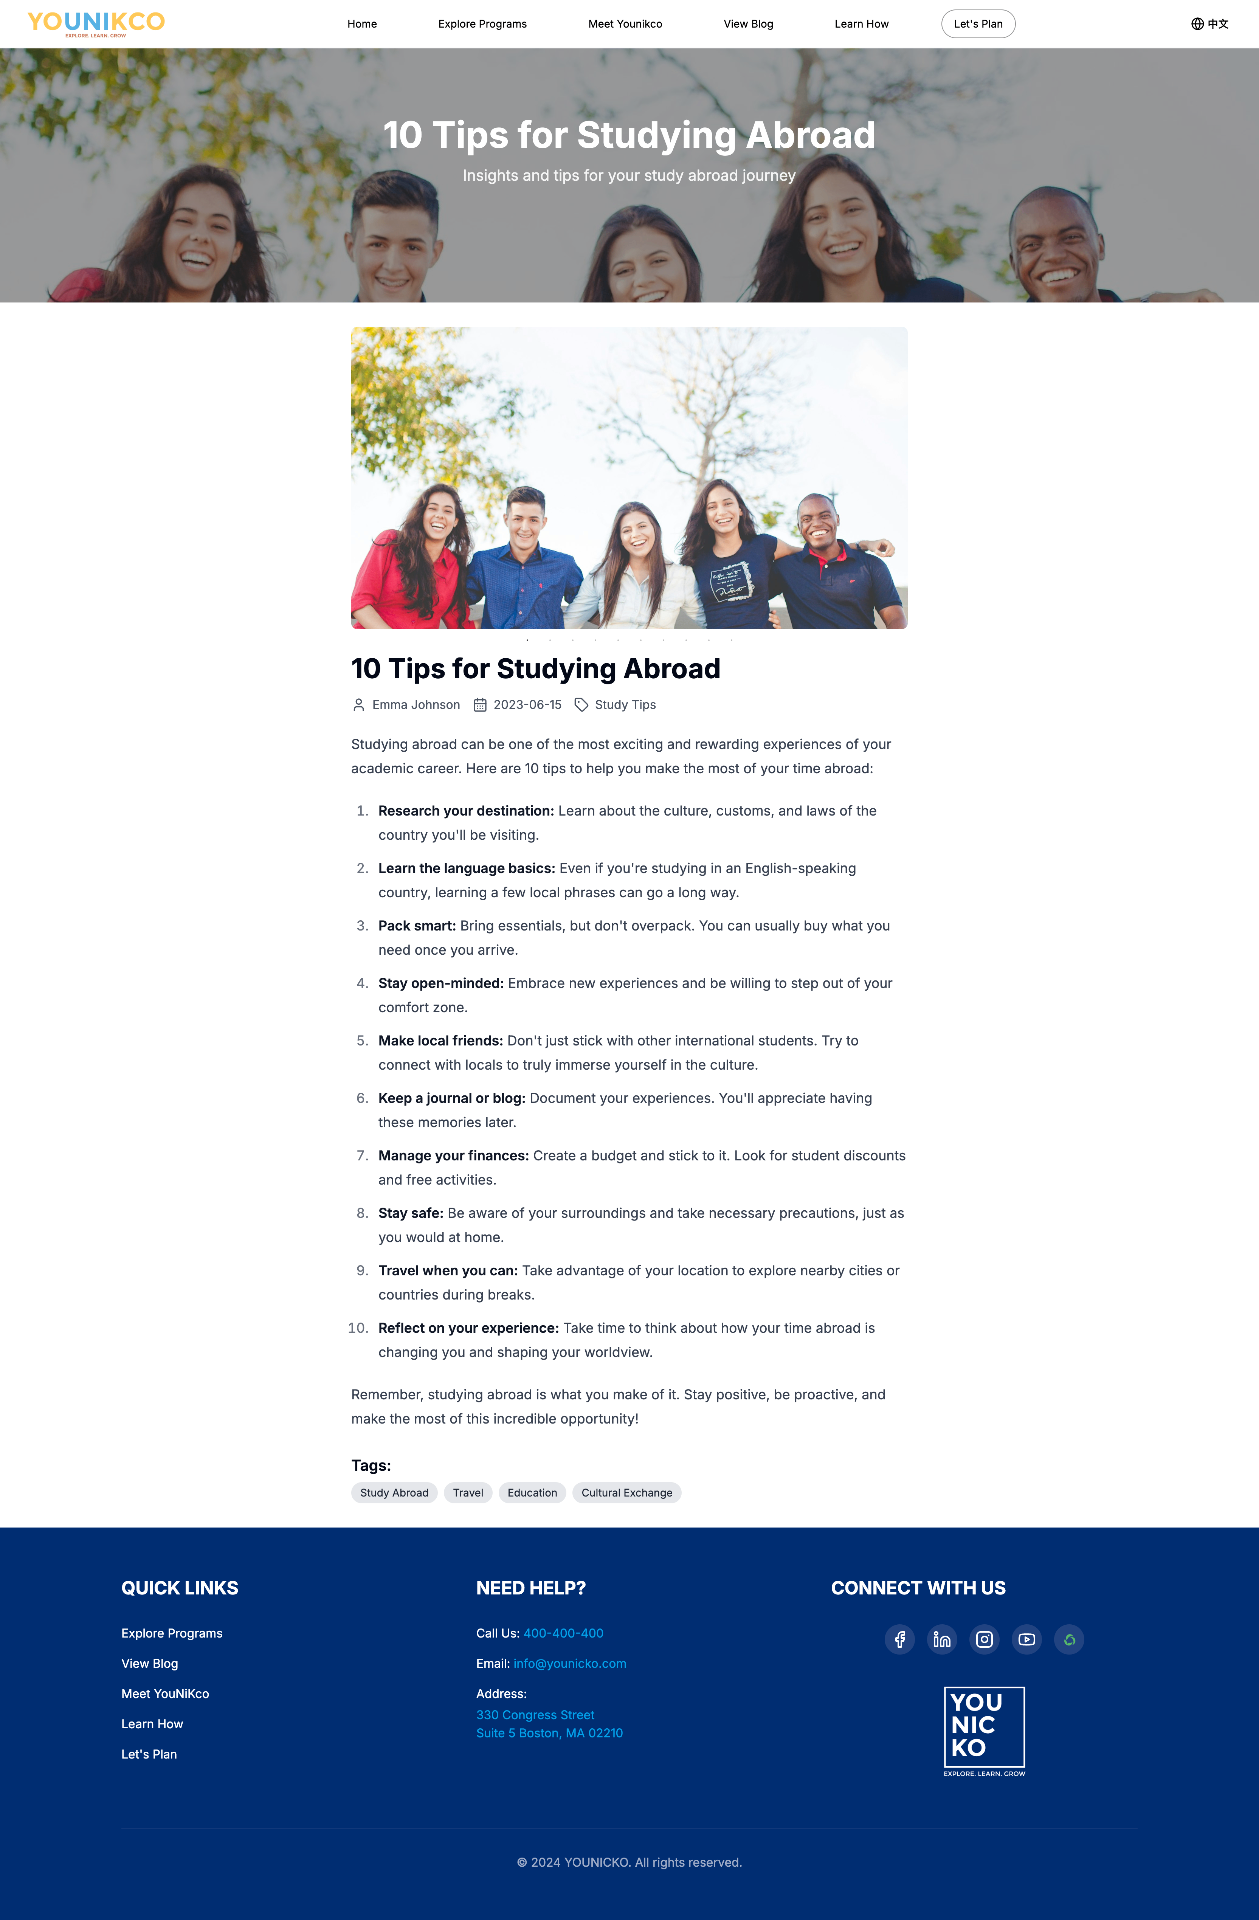 YOUNIKCO
EXPLORE. LEARN. GROW
Home
Explore Programs
Meet Younikco
View Blog
Learn How
Let's Plan
中文
10 Tips for Studying Abroad
Insights and tips for your study abroad journey
10 Tips for Studying Abroad
Emma Johnson 2023-06-15 Study Tips
Studying abroad can be one of the most exciting and rewarding experiences of your
academic career. Here are 10 tips to help you make the most of your time abroad:
1. Research your destination: Learn about the culture, customs, and laws of the
country you'll be visiting.
2. Learn the language basics: Even if you're studying in an English-speaking
country, learning a few local phrases can go a long way.
3. Pack smart: Bring essentials, but don't overpack. You can usually buy what you
need once you arrive.
4. Stay open-minded: Embrace new experiences and be willing to step out of your
comfort zone.
5. Make local friends: Don't just stick with other international students. Try to
connect with locals to truly immerse yourself in the culture.
6. Keep a journal or blog: Document your experiences. You'll appreciate having
these memories later.
7. Manage your finances: Create a budget and stick to it. Look for student discounts
and free activities.
8. Stay safe: Be aware of your surroundings and take necessary precautions, just as
you would at home.
9. Travel when you can: Take advantage of your location to explore nearby cities or
countries during breaks.
10. Reflect on your experience: Take time to think about how your time abroad is
changing you and shaping your worldview.
Remember, studying abroad is what you make of it. Stay positive, be proactive, and
make the most of this incredible opportunity!
Tags:
Study Abroad
Travel
Education
Cultural Exchange
QUICK LINKS
Explore Programs
View Blog
Meet YouNiKco
Learn How
Let's Plan
NEED HELP?
Call Us: 400-400-400
Email: info@younicko.com
Address:
330 Congress Street
Suite 5 Boston, MA 02210
CONNECT WITH US
YOU
NIC
KO
EXPLORE. LEARN. GROW
© 2024 YOUNICKO. All rights reserved.